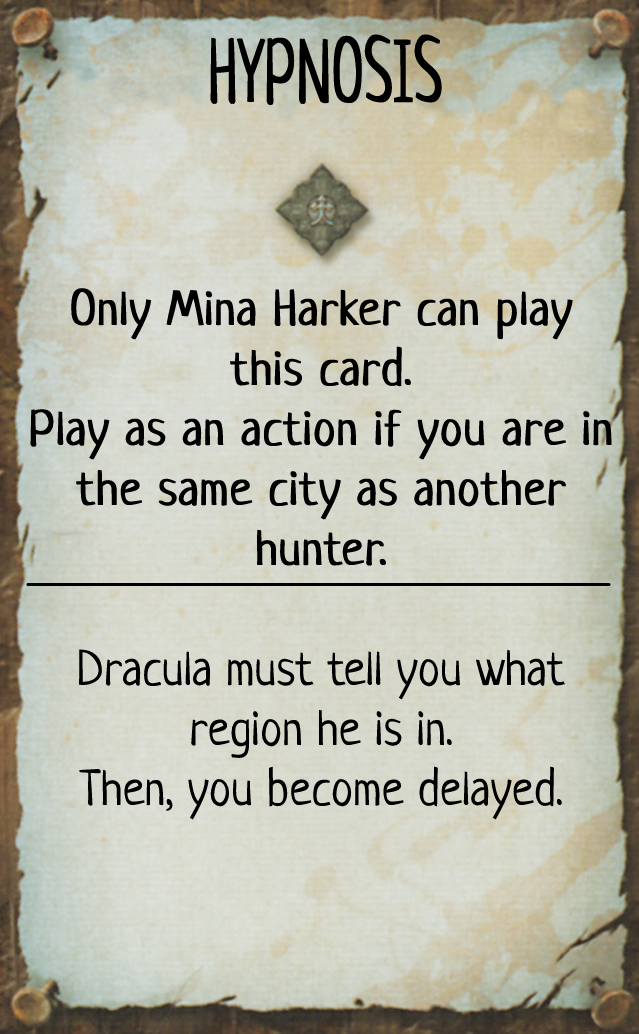 HYPNOSIS
Only Mina Harker can play
this card.
Play as an action if you are in
the same city as another
hunter.
Dracula must tell you what
region he is in.
Then, you become delayed.